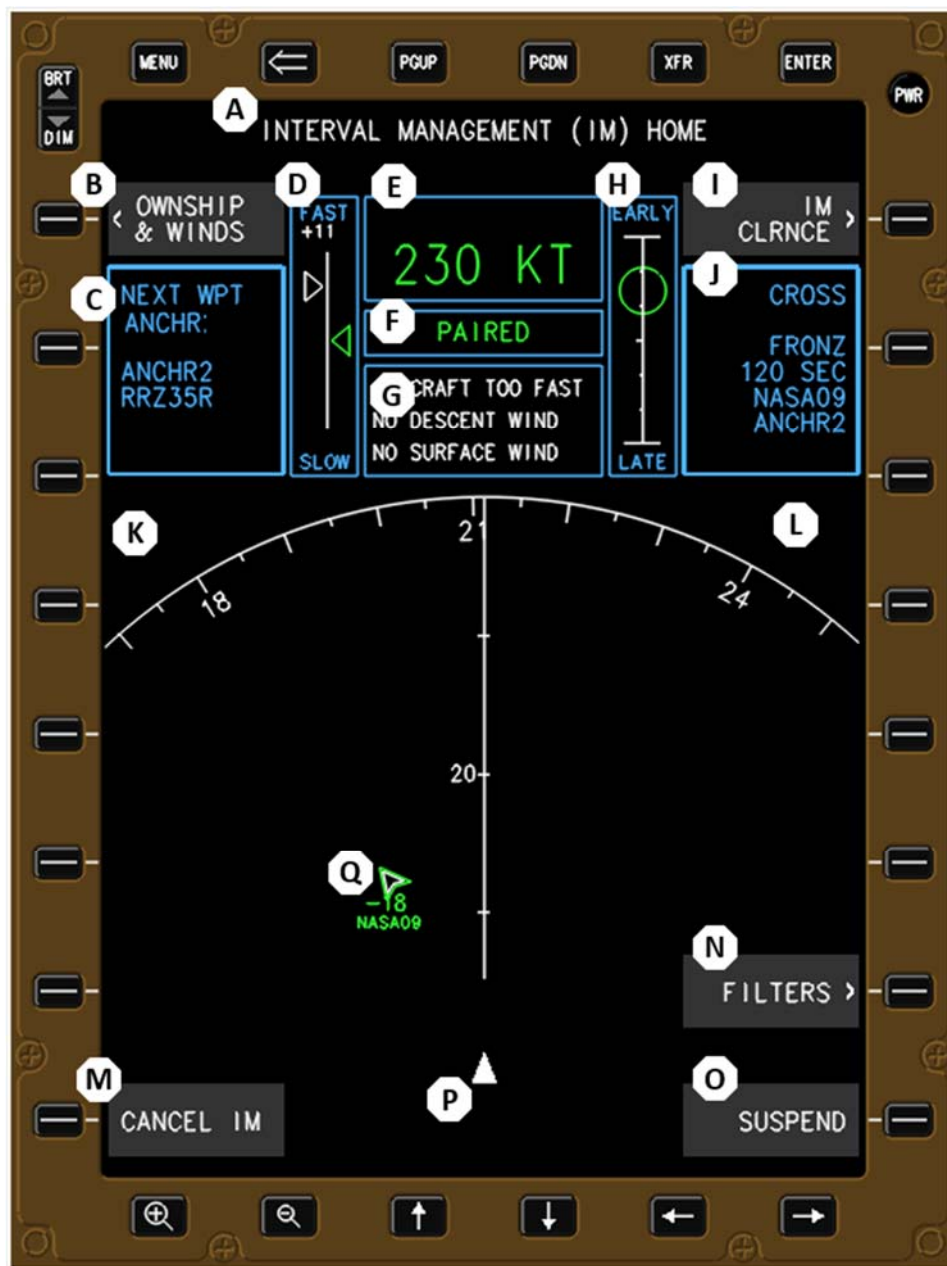 MENU
PGUP
PGDN
XFR
ENTER
BRT
DIM
PWR
A
INTERVAL MANAGEMENT (IM) HOME
B
< OWNSHIP
& WINDS
C
NEXT WPT
ANCHR:
ANCHR2
RRZ35R
D
FAST
+11
SLOW
E
230 KT
F
PAIRED
G
CRAFT TOO FAST
NO DESCENT WIND
NO SURFACE WIND
H
EARLY
LATE
I
IM
CLRNCE >
J
CROSS
FRONZ
120 SEC
NASA09
ANCHR2
K
L
18
21
24
20
Q
-18
NASA09
N
FILTERS >
M
CANCEL IM
P
O
SUSPEND